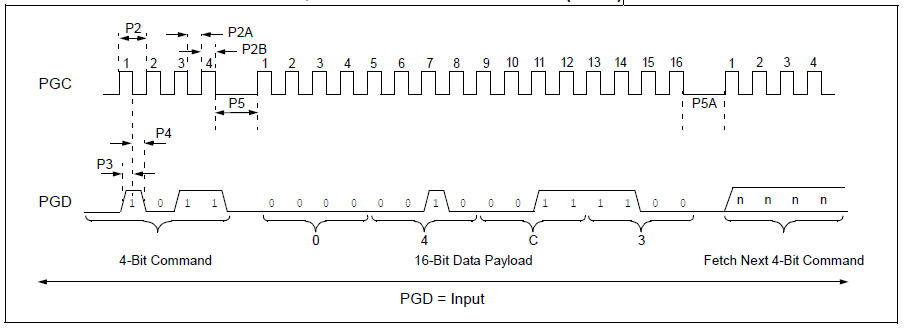 P2 P2A
P2B
1 2 3 4 1 2 3 4 5 6 7 8 9 10 11 12 13 14 15 16 1 2 3 4
PGC
P5 P5A
P4
P3
PGD 1 0 1 1 0 0 0 0 0 0 1 0 0 0 1 1 1 1 0 0 n n n n
0 4 C 3
4-Bit Command 16-Bit Data Payload Fetch Next 4-Bit Command
PGD = Input